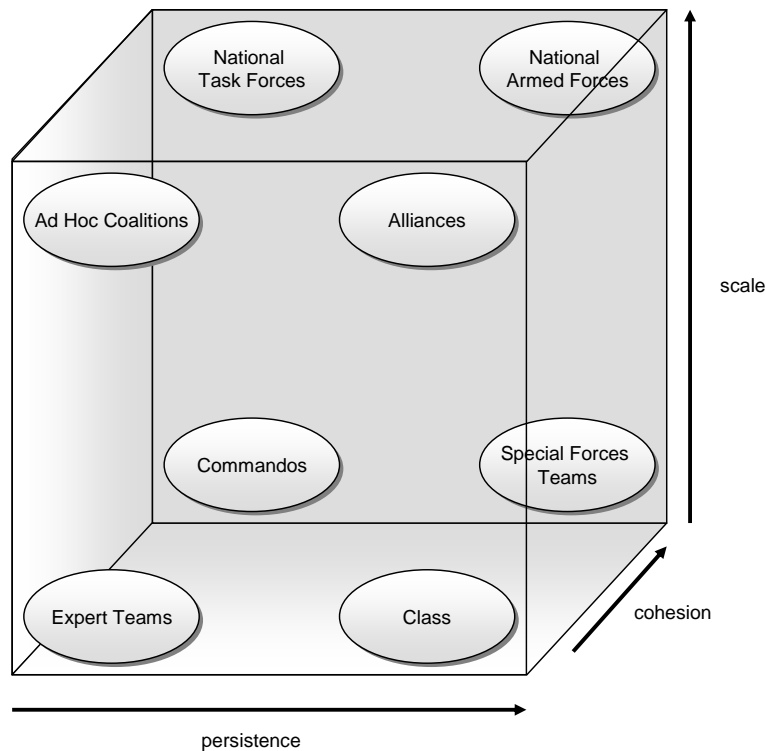 National
Task Forces
National
Armed Forces
Ad Hoc Coalitions
Alliances
scale
Commandos
Special Forces
Teams
Expert Teams
Class
cohesion
persistence